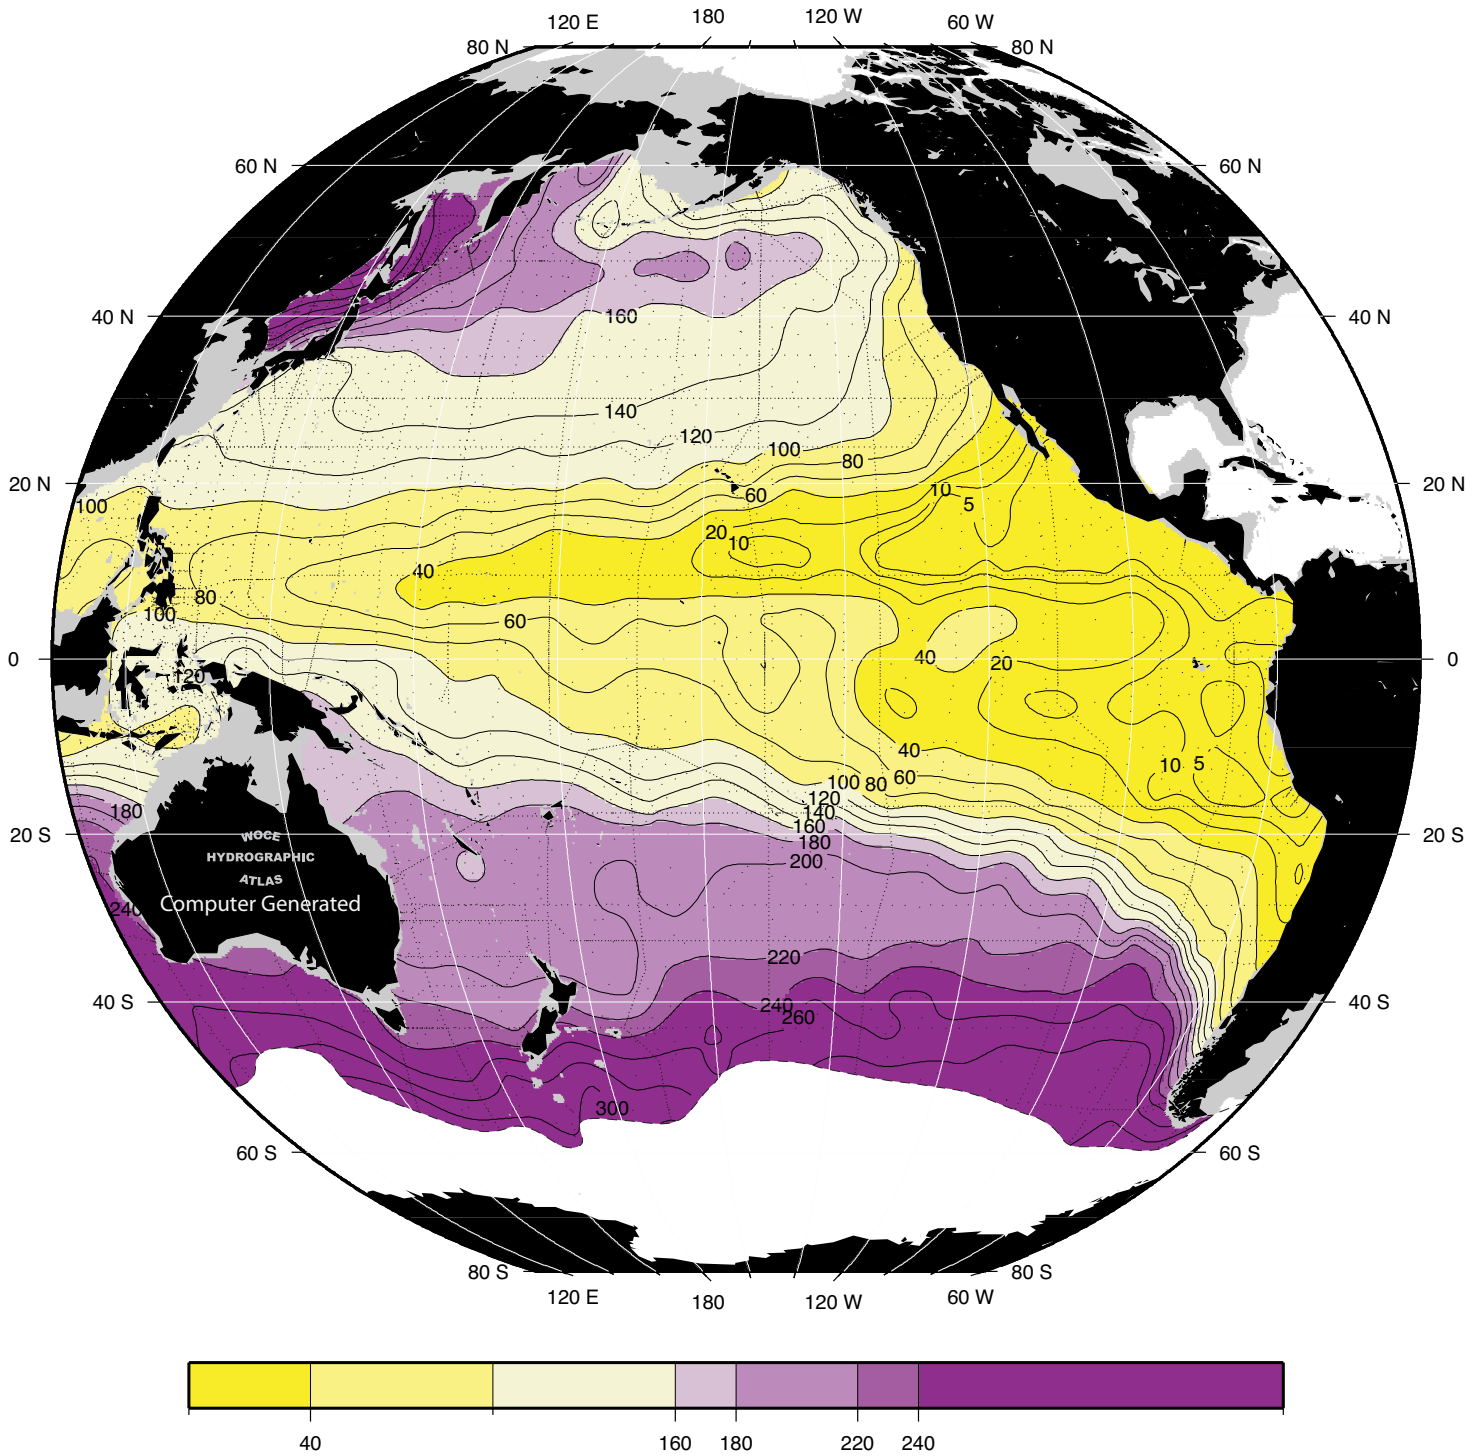 120 E 180 120 W 60 W
80 N 80 N
60 N 60 N
40 N 40 N
160
140
120
100
80
20 N 20 N
100
60
10
5
20
10
40
80
100
60
0 0
40
20
120
40
10 5
60
80
100
120
140
180
160
20 S 20 S
WOCE
180
HYDROGRAPHIC
200
ATLAS
Computer Generated
240
220
40 S 40 S
240
260
300
60 S 60 S
80 S 80 S
120 E 180 120 W 60 W
40 160 180 220 240